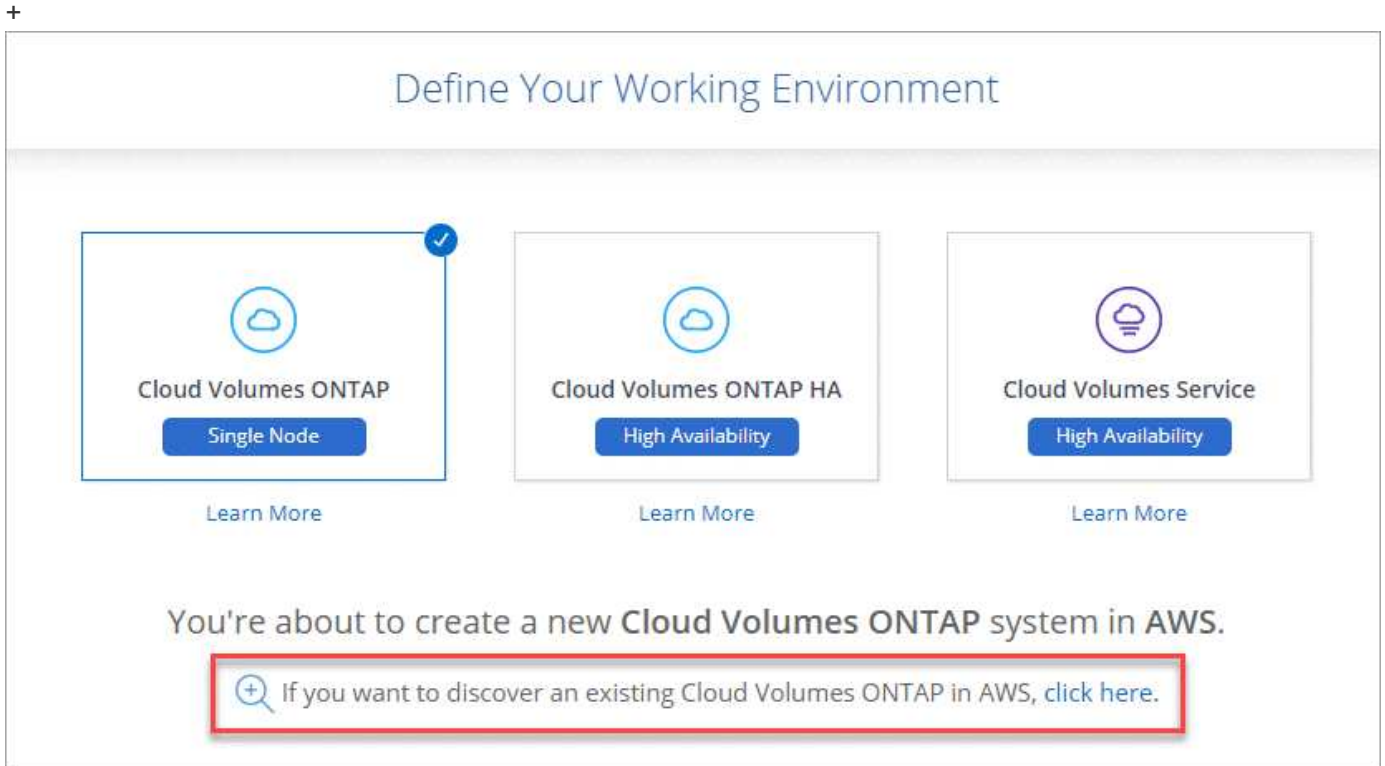 +
Define Your Working Environment
Cloud Volumes ONTAP
Single Node
Learn More
Cloud Volumes ONTAP HA
High Availability
Learn More
Cloud Volumes Service
High Availability
Learn More
You're about to create a new Cloud Volumes ONTAP system in AWS.
If you want to discover an existing Cloud Volumes ONTAP in AWS, click here.